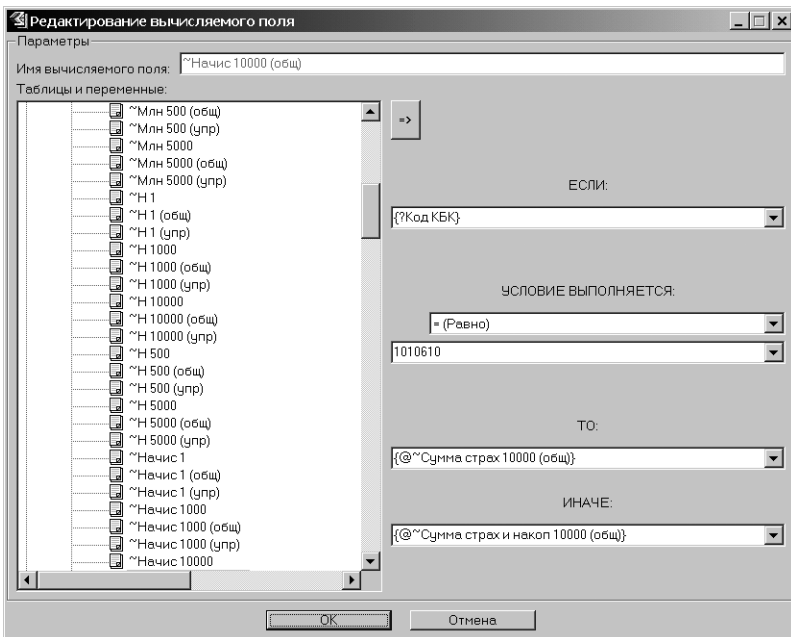 Редактирование вычисляемого поля
Параметры
Имя вычисляемого поля: ~Начис 10000 (общ)
Таблицы и переменные:
~Млн 500 (общ)
~Млн 500 (упр)
~Млн 5000
~Млн 5000 (общ)
~Млн 5000 (упр)
~Н 1
~Н 1 (общ)
~Н 1 (упр)
~Н 1000
~Н 1000 (общ)
~Н 1000 (упр)
~Н 10000
~Н 10000 (общ)
~Н 10000 (упр)
~Н 500
~Н 500 (общ)
~Н 500 (упр)
~Н 5000
~Н 5000 (общ)
~Н 5000 (упр)
~Начис 1
~Начис 1 (общ)
~Начис 1 (упр)
~Начис 1000
~Начис 1000 (общ)
~Начис 1000 (упр)
~Начис 10000
=>
ЕСЛИ:
{?Код КБК}
УСЛОВИЕ ВЫПОЛНЯЕТСЯ:
= (Равно)
1010610
ТО:
{@~Сумма страх 10000 (общ)}
ИНАЧЕ:
{@~Сумма страх и накоп 10000 (общ)}
OK
Отмена